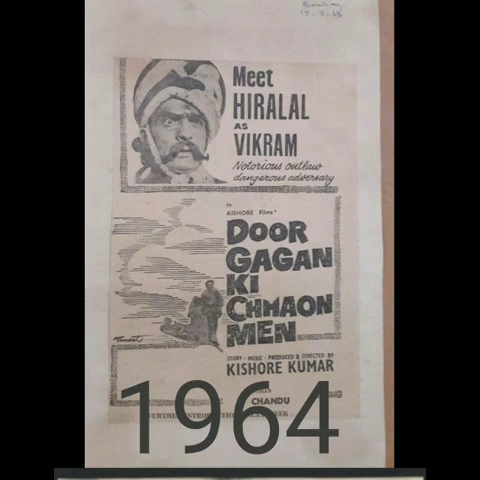 Meet
HIRALAL
AS
VIKRAM
Notorious outlaw
dangerous adversary
in
KISHORE Films'
DOOR
GAGAN
KI
CHHAON
MEN
STORY - MUSIC - PRODUCED & DIRECTED BY
KISHORE KUMAR
CHANDU
1964